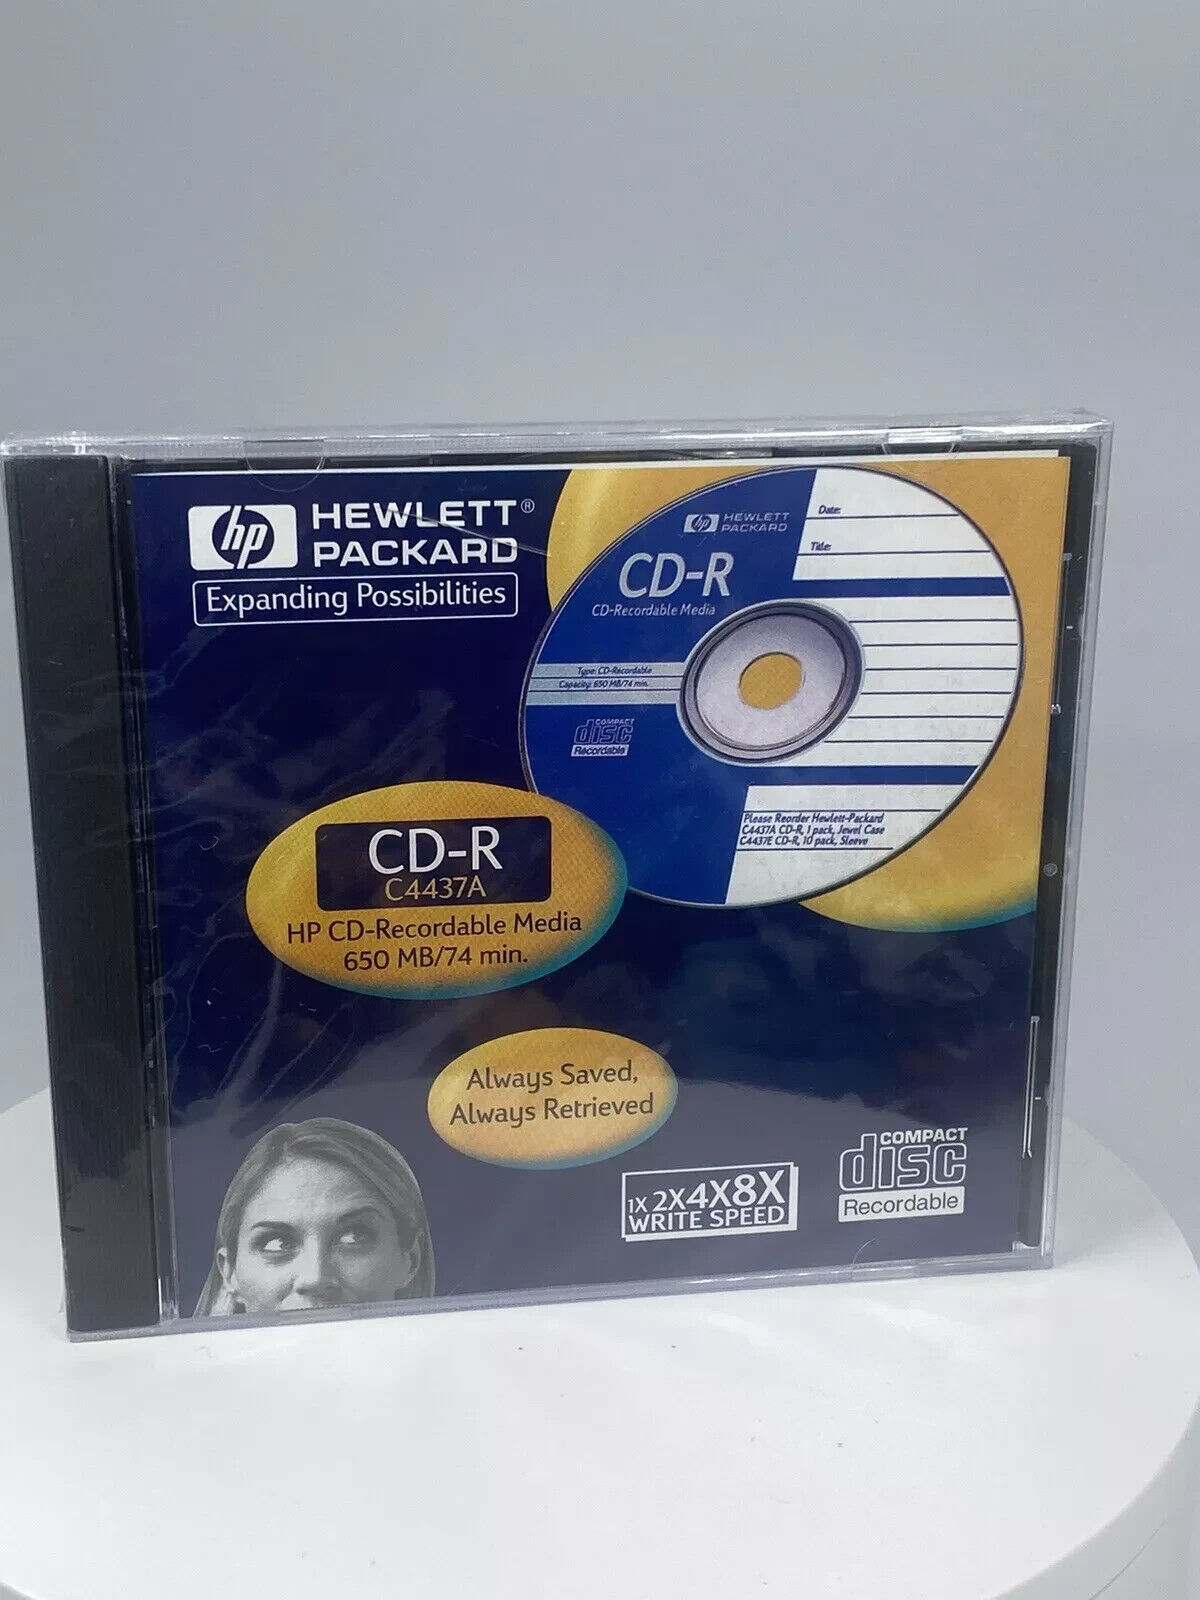 hp HEWLETT®
PACKARD
Expanding Possibilities
hp HEWLETT
PACKARD
CD-R
CD-Recordable Media
Date:
Title:
Type: CD-Recordable
Capacity: 650 MB/74 min.
COMPACT
disc
Recordable
Please Reorder Hewlett-Packard
C4437A CD-R, 1 pack, Jewel Case
C4437E CD-R, 10 pack, Sleeve
CD-R
C4437A
HP CD-Recordable Media
650 MB/74 min.
Always Saved,
Always Retrieved
1X 2X4X8X
WRITE SPEED
COMPACT
disc
Recordable